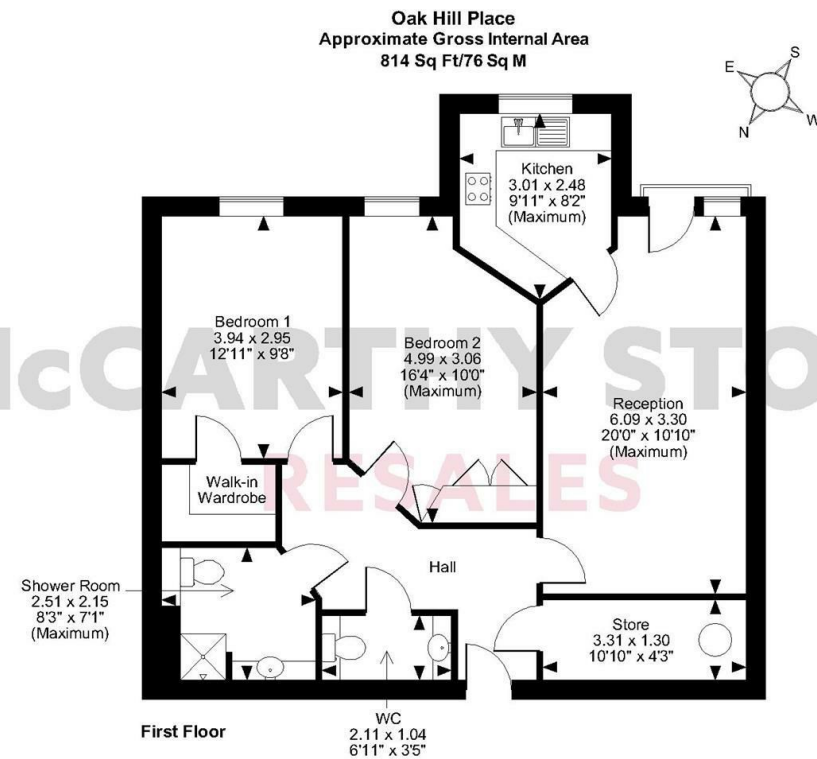 Oak Hill Place
Approximate Gross Internal Area
814 Sq Ft/76 Sq M
E
S
N
W
Kitchen
3.01 x 2.48
9'11" x 8'2"
(Maximum)
Bedroom 1
3.94 x 2.95
12'11" x 9'8"
Bedroom 2
4.99 x 3.06
16'4" x 10'0"
(Maximum)
Reception
6.09 x 3.30
20'0" x 10'10"
(Maximum)
McCARTHY STO
RESALES
Walk-in
Wardrobe
Hall
Shower Room
2.51 x 2.15
8'3" x 7'1"
(Maximum)
Store
3.31 x 1.30
10'10" x 4'3"
First Floor
WC
2.11 x 1.04
6'11" x 3'5"